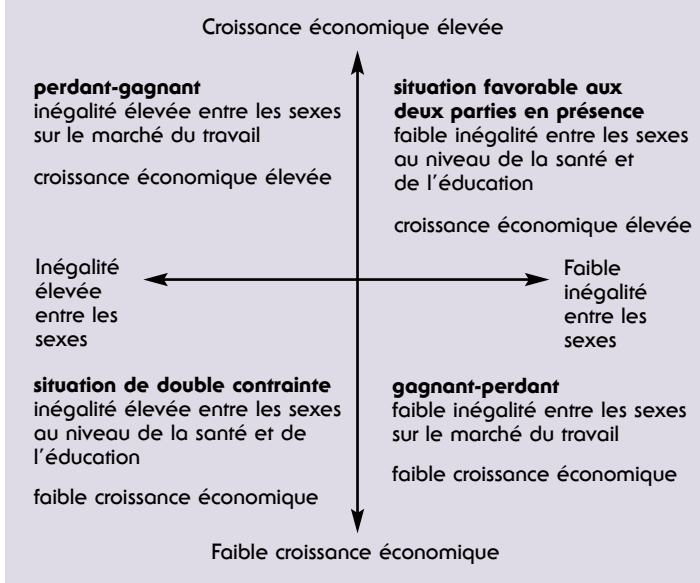 Croissance économique élevée
perdant-gagnant
inégalité élevée entre les sexes
sur le marché du travail
croissance économique élevée
situation favorable aux
deux parties en présence
faible inégalité entre les sexes
au niveau de la santé et
de l'éducation
croissance économique élevée
Inégalité
élevée
entre les
sexes
Faible
inégalité
entre les
sexes
situation de double contrainte
inégalité élevée entre les sexes
au niveau de la santé et de
l'éducation
faible croissance économique
gagnant-perdant
faible inégalité entre les sexes
sur le marché du travail
faible croissance économique
Faible croissance économique